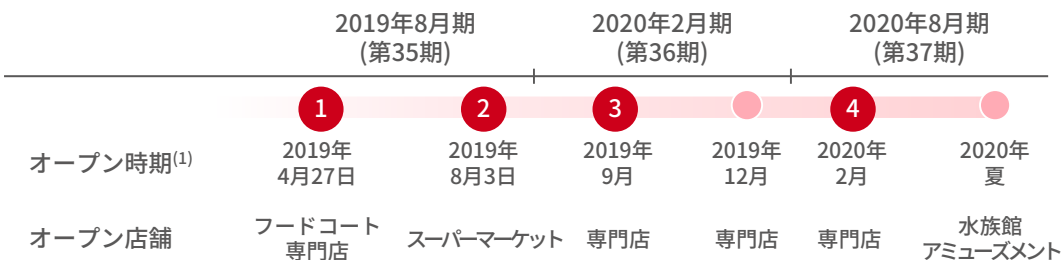 2019年8月期
(第35期)
2020年2月期
(第36期)
2020年8月期
(第37期)
1
2
3
4
オープン時期(1)
2019年
4月27日
2019年
8月3日
2019年
9月
2019年
12月
2020年
2月
2020年
夏
オープン店舗
フードコート
専門店
スーパーマーケット
専門店
専門店
専門店
水族館
アミューズメント